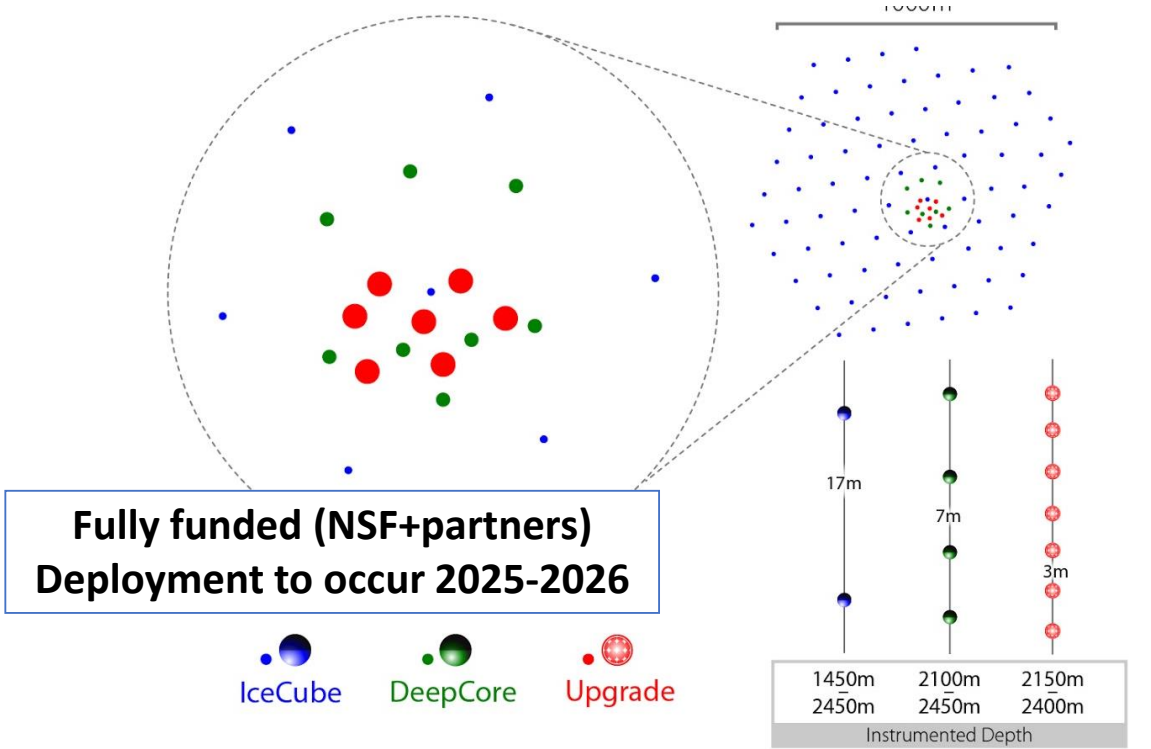 17m
7m
3m
Fully funded (NSF+partners)
Deployment to occur 2025-2026
IceCube
DeepCore
Upgrade
1450m
–
2450m
2100m
–
2450m
2150m
–
2400m
Instrumented Depth